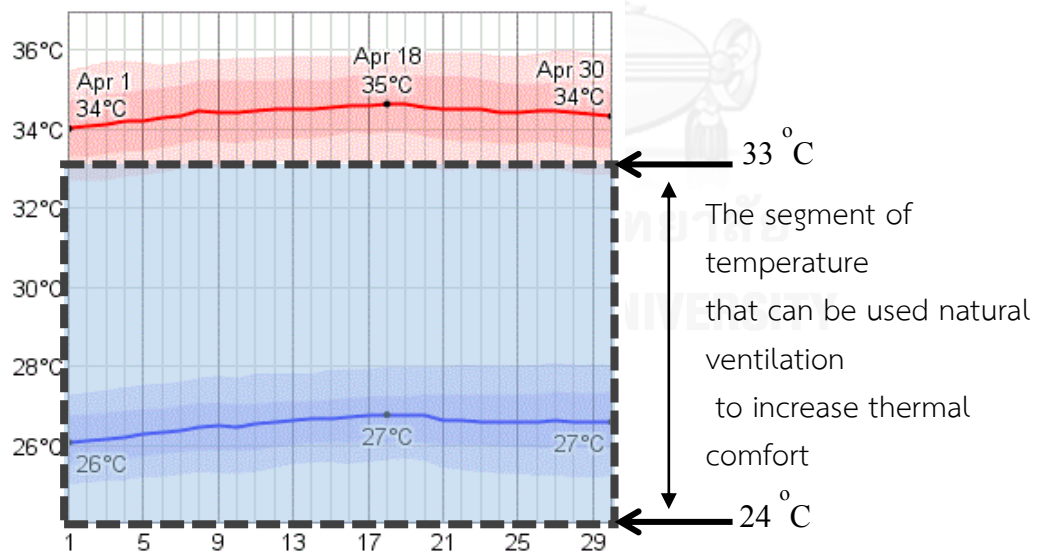 36°C
34°C
32°C
30°C
28°C
26°C
Apr 1
34°C
Apr 18
35°C
Apr 30
34°C
26°C
27°C
27°C
1 5 9 13 17 21 25 29
33 °C
The segment of
temperature
that can be used natural
ventilation
to increase thermal
comfort
24 °C
UNIVERSITY